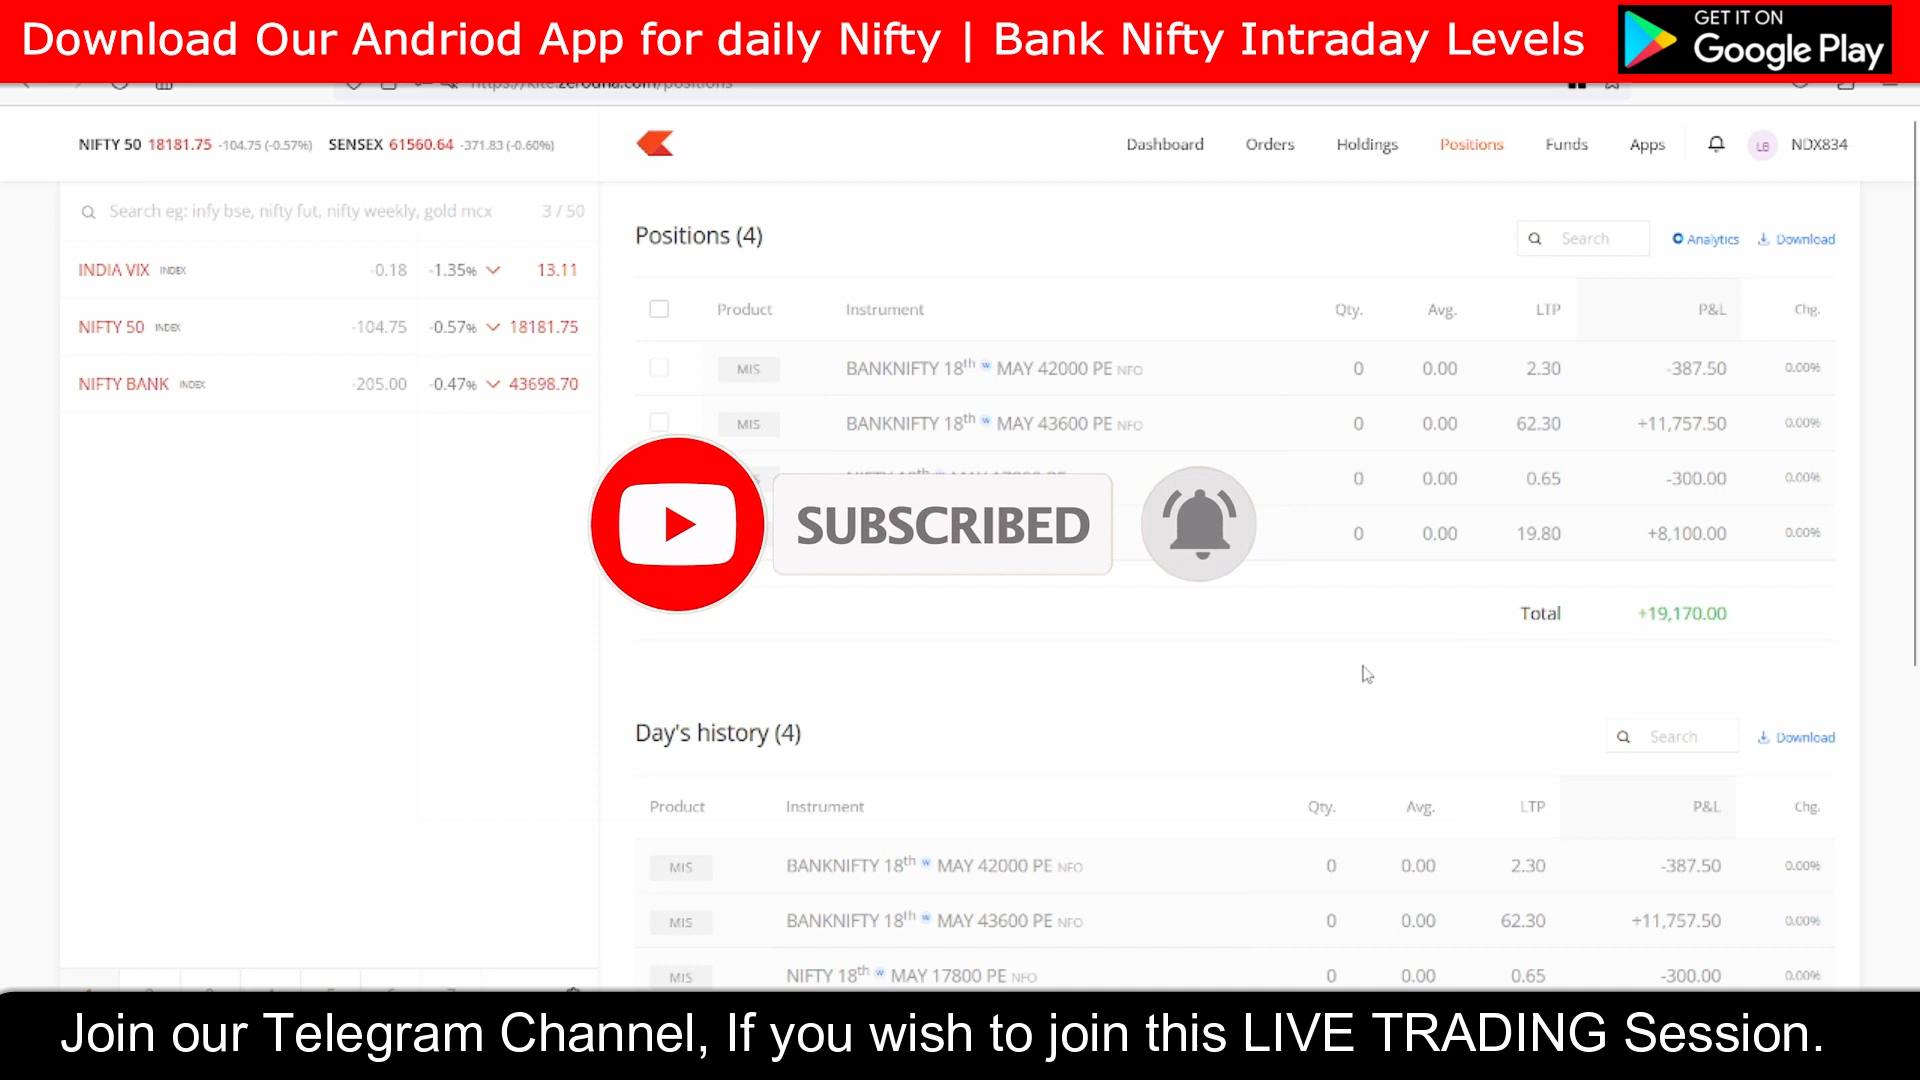 Download Our Andriod App for daily Nifty | Bank Nifty Intraday Levels
GET IT ON
Google Play
https://kite.zerodha.com/positions
NIFTY 50 18181.75 -104.75 (-0.57%) SENSEX 61560.64 -371.83 (-0.60%)
Dashboard Orders Holdings Positions Funds Apps LB NDX834
Search eg: infy bse, nifty fut, nifty weekly, gold mcx 3 / 50
INDIA VIX INDEX -0.18 -1.35% 13.11
NIFTY 50 INDEX -104.75 -0.57% 18181.75
NIFTY BANK INDEX -205.00 -0.47% 43698.70
Positions (4) Search Analytics Download
Product Instrument Qty. Avg. LTP P&L Chg.
MIS BANKNIFTY 18th w MAY 42000 PE NFO 0 0.00 2.30 -387.50 0.00%
MIS BANKNIFTY 18th w MAY 43600 PE NFO 0 0.00 62.30 +11,757.50 0.00%
0 0.00 0.65 -300.00 0.00%
0 0.00 19.80 +8,100.00 0.00%
SUBSCRIBED
Total +19,170.00
Day's history (4) Search Download
Product Instrument Qty. Avg. LTP P&L Chg.
MIS BANKNIFTY 18th w MAY 42000 PE NFO 0 0.00 2.30 -387.50 0.00%
MIS BANKNIFTY 18th w MAY 43600 PE NFO 0 0.00 62.30 +11,757.50 0.00%
MIS NIFTY 18th w MAY 17800 PE NFO 0 0.00 0.65 -300.00 0.00%
Join our Telegram Channel, If you wish to join this LIVE TRADING Session.